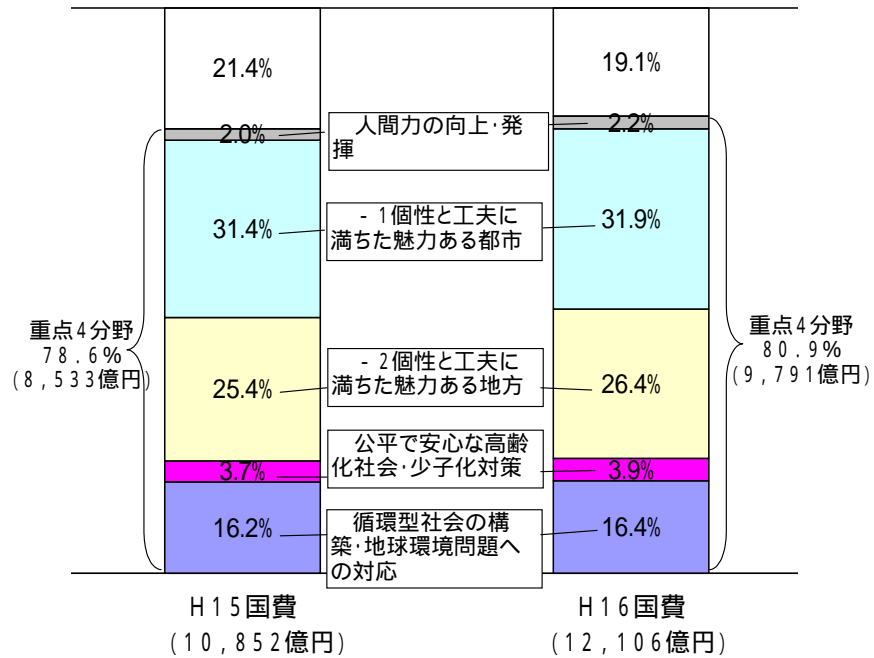 21.4%
19.1%
人間力の向上・発
揮
2.0%
2.2%
- 1個性と工夫に
満ちた魅力ある都市
31.4%
31.9%
重点4分野
78.6%
(8,533億円)
重点4分野
80.9%
(9,791億円)
- 2個性と工夫に
満ちた魅力ある地方
25.4%
26.4%
公平で安心な高齢
化社会・少子化対策
3.7%
3.9%
循環型社会の構
築・地球環境問題へ
の対応
16.2%
16.4%
H15国費
(10,852億円)
H16国費
(12,106億円)